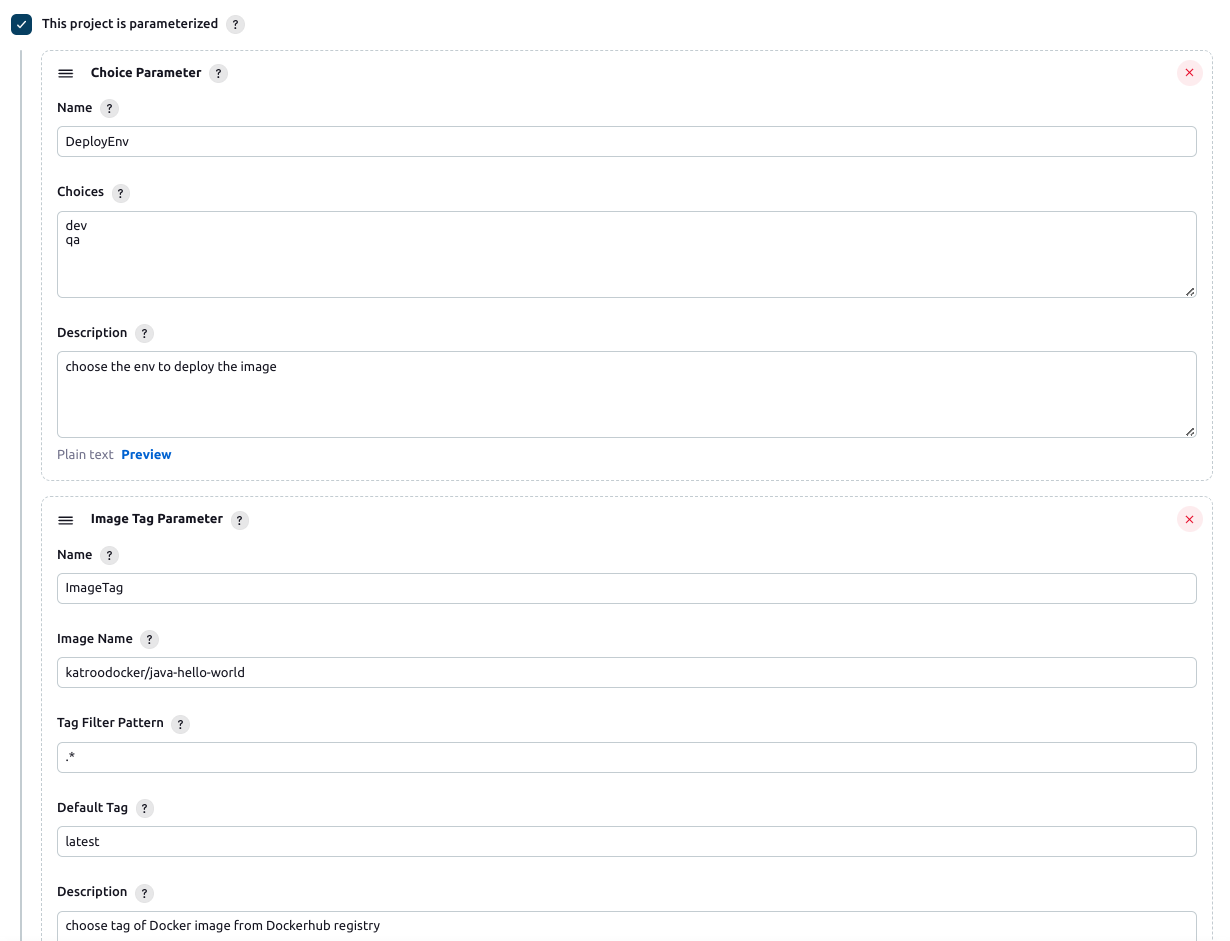 This project is parameterized ?
Choice Parameter ?
Name ?
DeployEnv
Choices ?
dev
qa
Description ?
choose the env to deploy the image
Plain text Preview
Image Tag Parameter ?
Name ?
ImageTag
Image Name ?
katroodocker/java-hello-world
Tag Filter Pattern ?
.*
Default Tag ?
latest
Description ?
choose tag of Docker image from Dockerhub registry